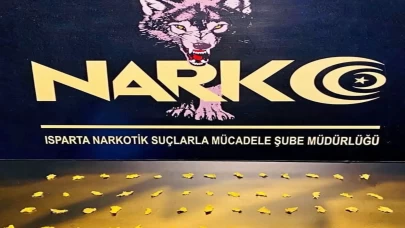 NARKO
ISPARTA NARKOTİK SUÇLARLA MÜCADELE ŞUBE MÜDÜRLÜĞÜ